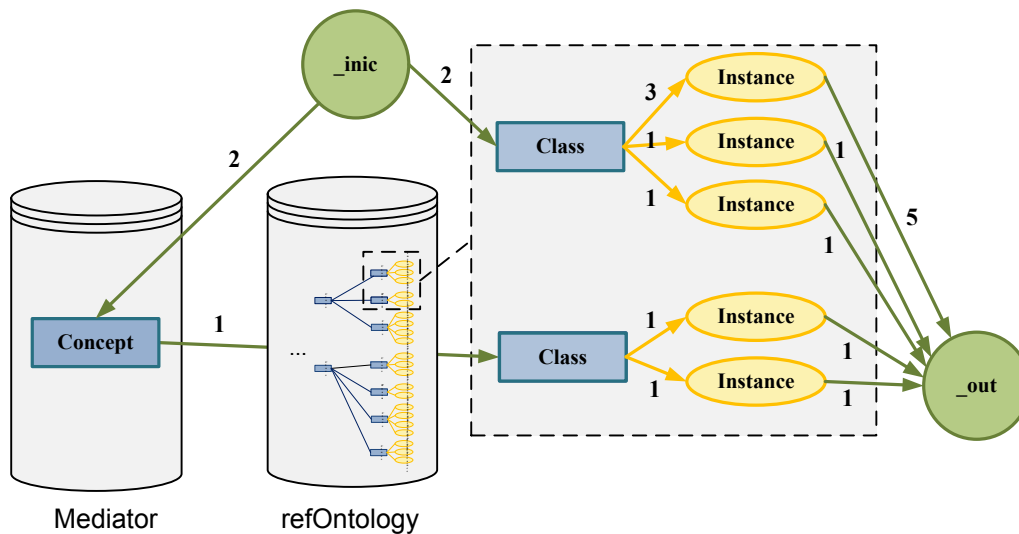 _inic
2
2
3
Instance
Class
1
Instance
1
1
Instance
1
5
Concept
1
...
Class
1
Instance
1
1
Instance
1
_out
Mediator
refOntology